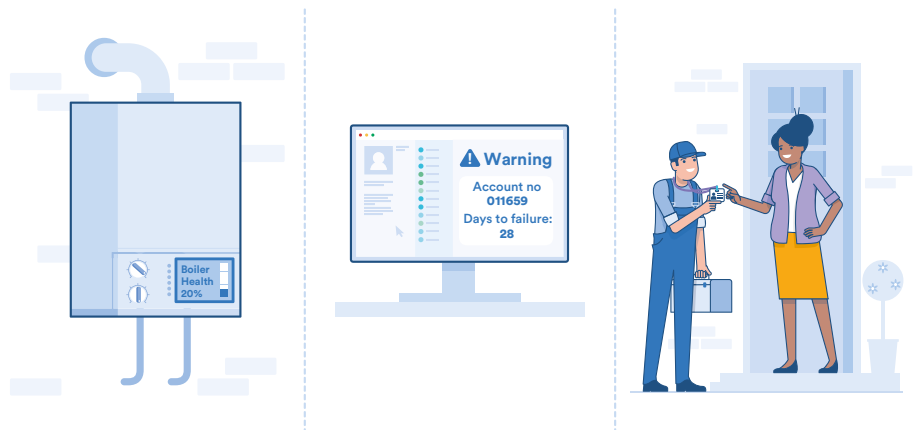 Boiler
Health
20%
Warning
Account no
011659
Days to failure:
28